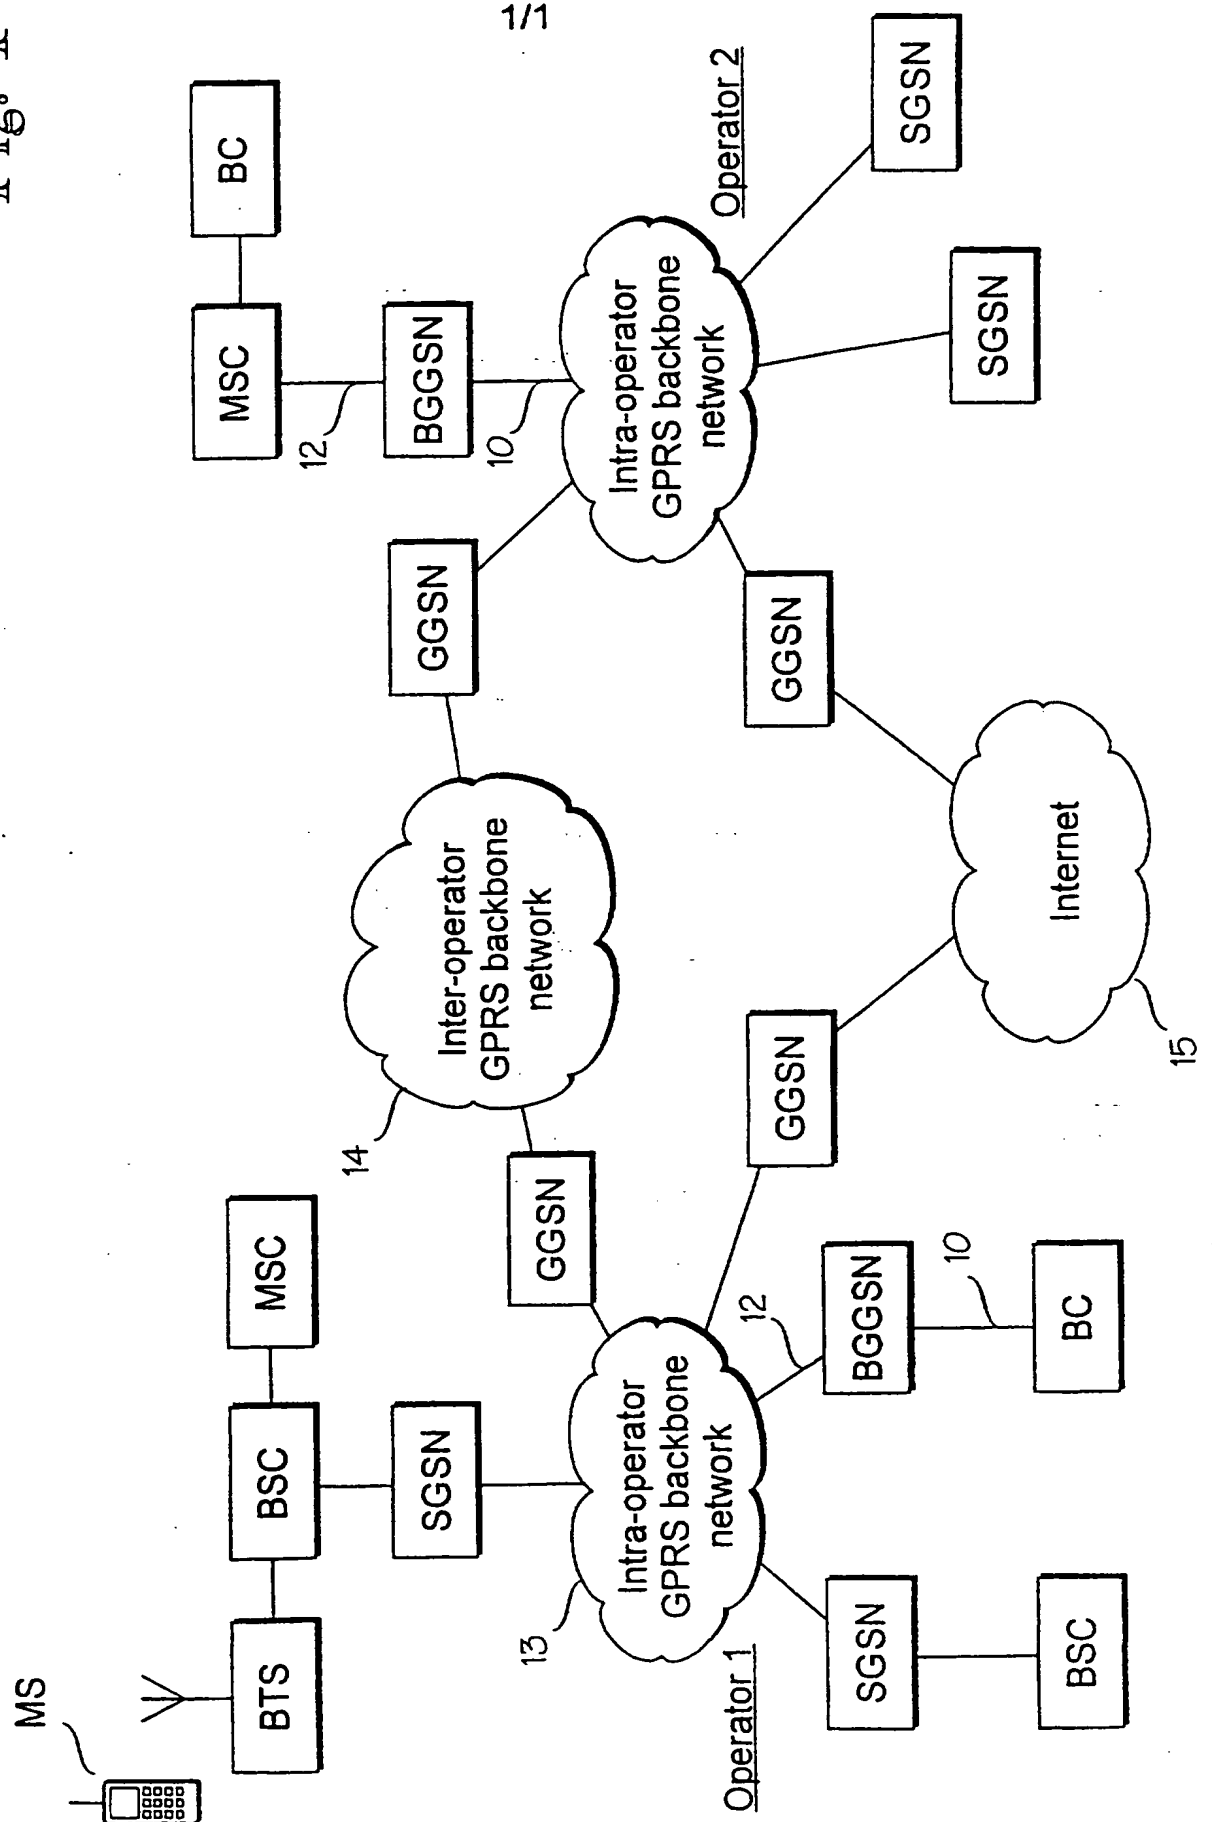 1/1
MS
BTS
BSC
MSC
MSC
BC
12
14
SGSN
GGSN
BGGSN
Inter-operator
GPRS backbone
network
10
13
GGSN
Intra-operator
GPRS backbone
network
Intra-operator
GPRS backbone
network
Operator 1
Operator 2
12
GGSN
GGSN
SGSN
BGGSN
SGSN
10
SGSN
Internet
BSC
BC
15